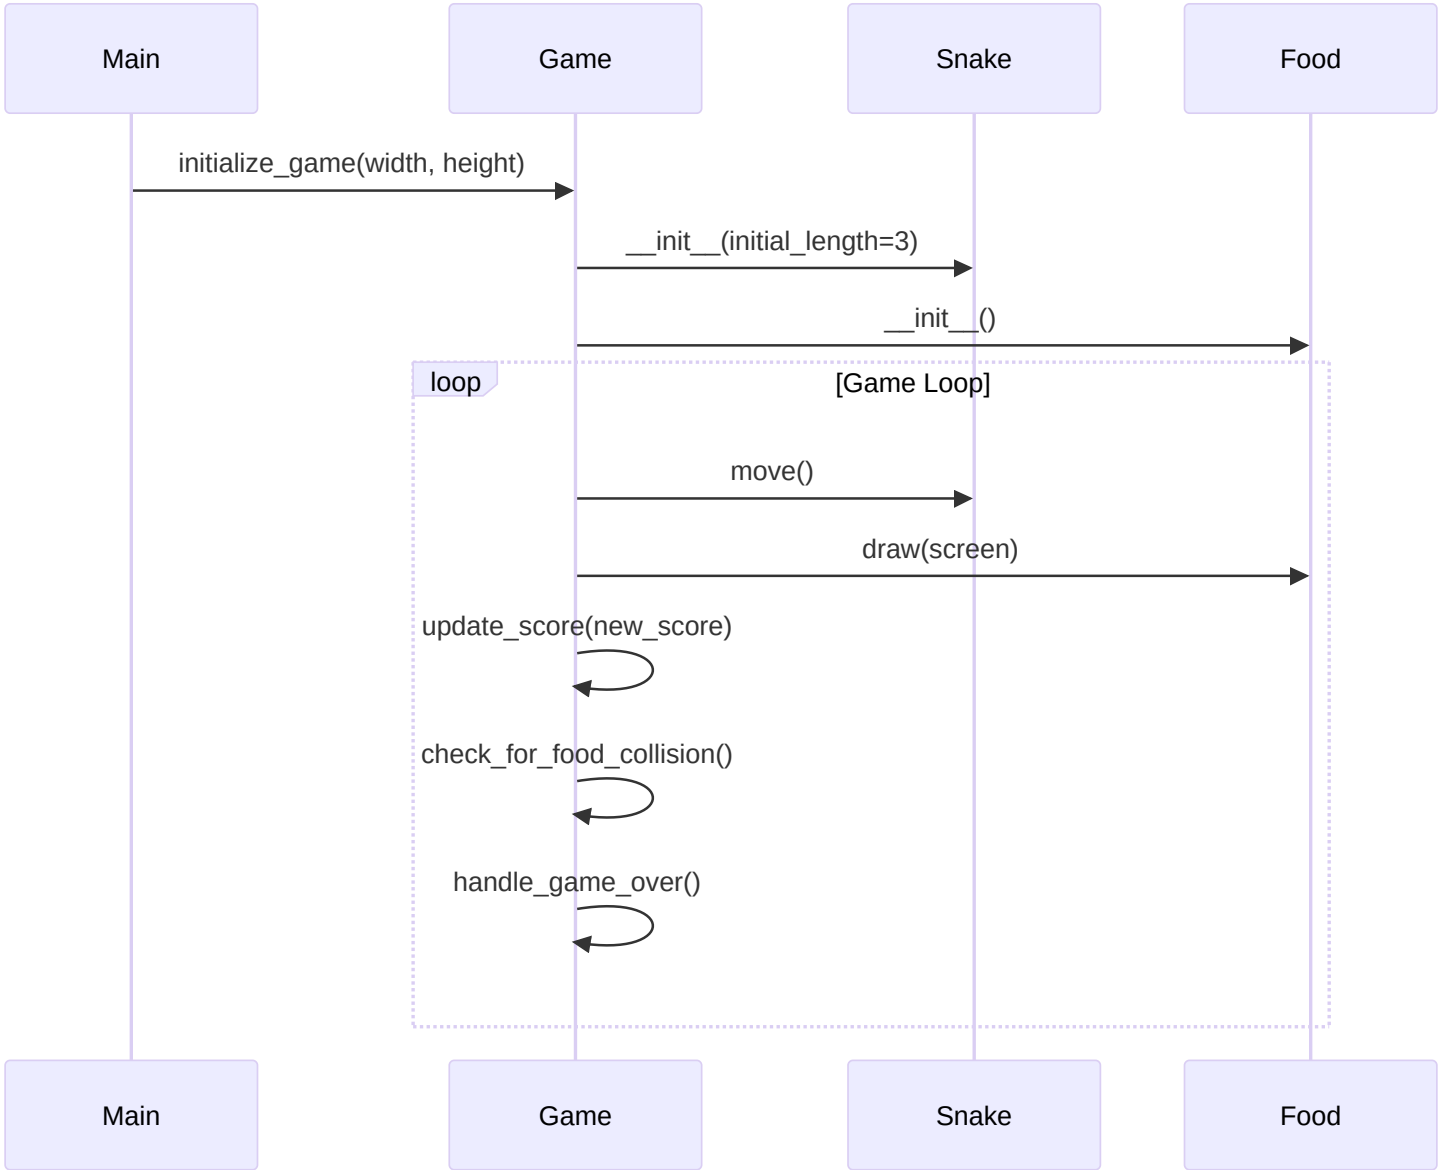 Main
Game
Snake
Food
initialize_game(width, height)
__init__(initial_length=3)
__init__()
loop
[Game Loop]
move()
draw(screen)
update_score(new_score)
check_for_food_collision()
handle_game_over()
Main
Game
Snake
Food